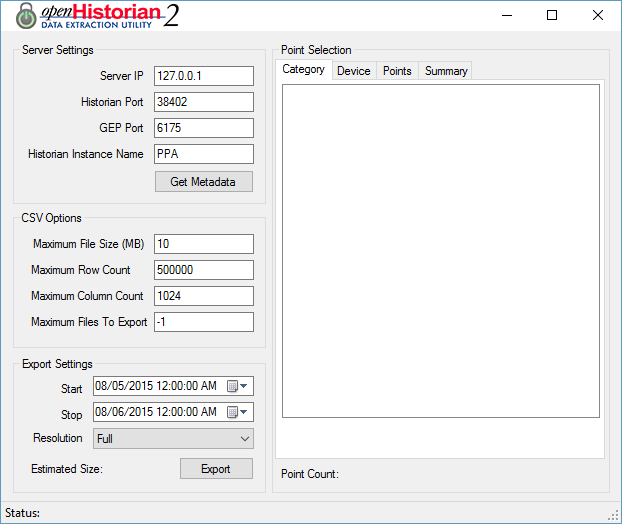 openHistorian 2
DATA EXTRACTION UTILITY
Server Settings
Server IP 127.0.0.1
Historian Port 38402
GEP Port 6175
Historian Instance Name PPA
Get Metadata
CSV Options
Maximum File Size (MB) 10
Maximum Row Count 500000
Maximum Column Count 1024
Maximum Files To Export -1
Export Settings
Start 08/05/2015 12:00:00 AM
Stop 08/06/2015 12:00:00 AM
Resolution Full
Estimated Size: Export
Point Selection
Category Device Points Summary
Point Count:
Status: